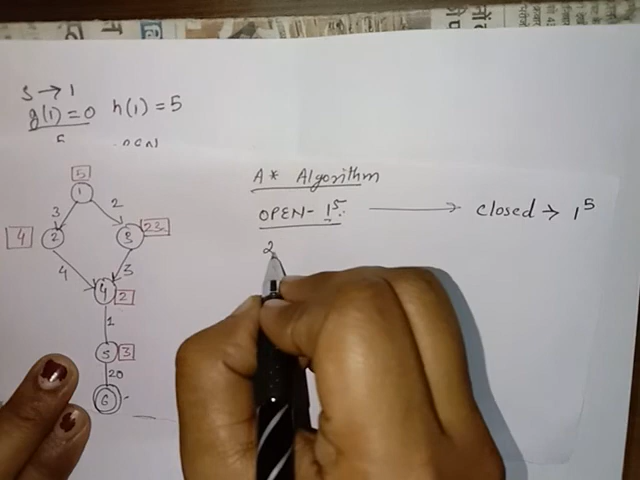 S → 1
g(1) = 0 h(1) = 5
A* Algorithm
OPEN - 1⁵ → closed → 1⁵
2
5
1
3 2
4 2 3 23
4 3
4 2
1
5 3
20
6